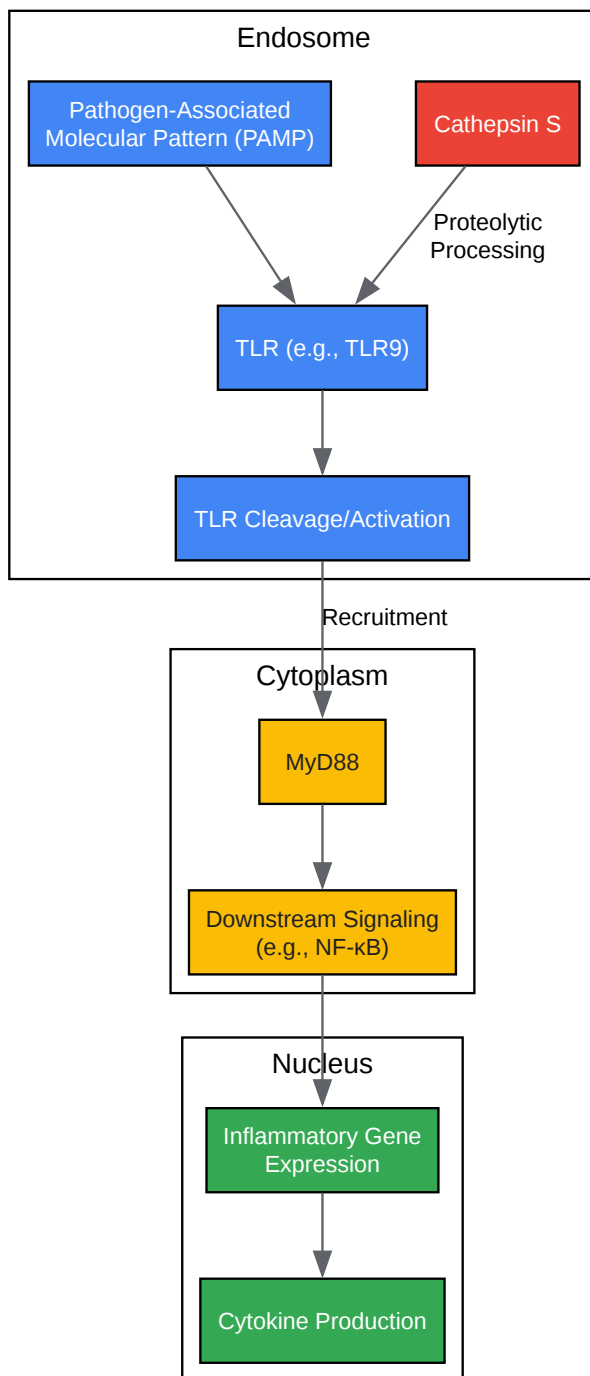 Endosome
Pathogen-Associated
Molecular Pattern (PAMP)
Cathepsin S
Proteolytic
Processing
TLR (e.g., TLR9)
TLR Cleavage/Activation
Recruitment
Cytoplasm
MyD88
Downstream Signaling
(e.g., NF-κB)
Nucleus
Inflammatory Gene
Expression
Cytokine Production